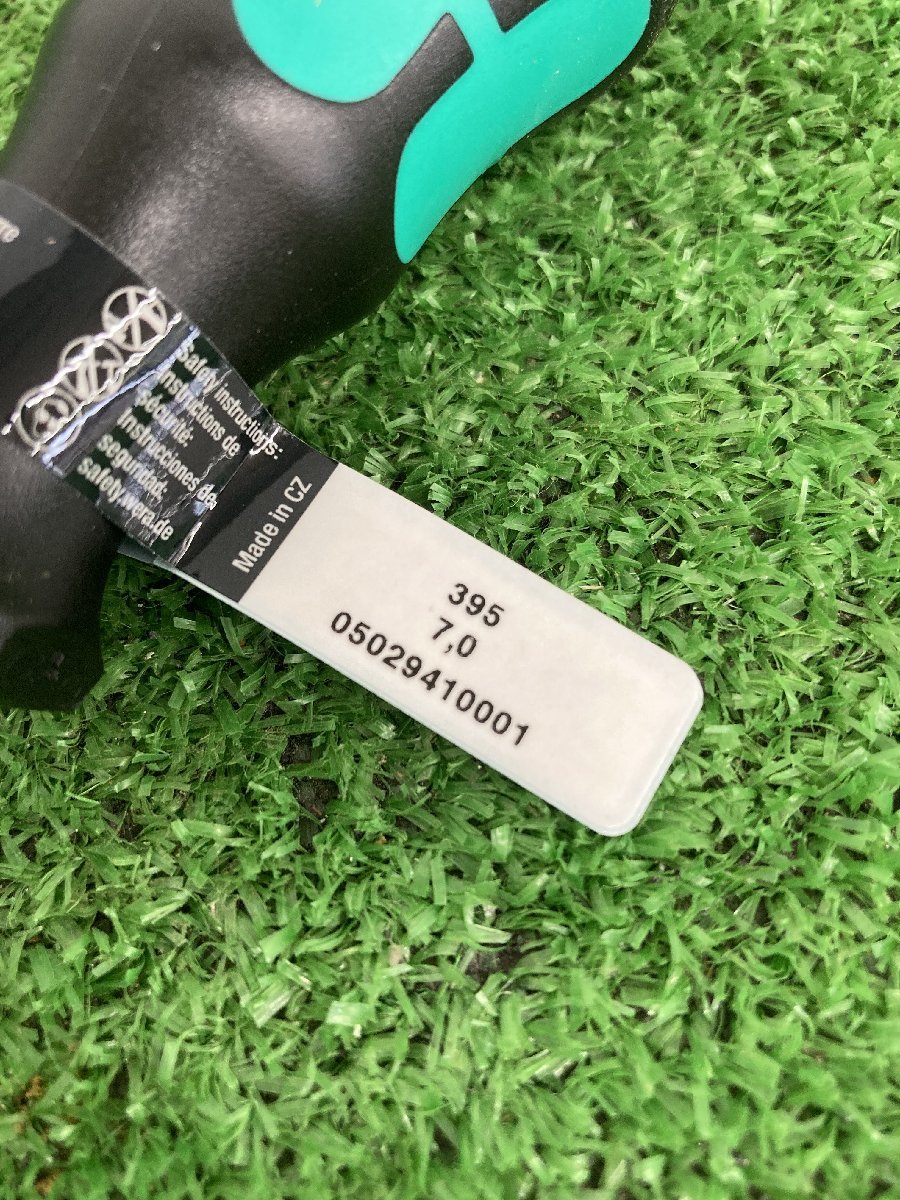 Safety instructions:
Instructions de
sécurité:
Instrucciones de
seguridad:
safety.wera.de
Made in CZ
395
7,0
05029410001